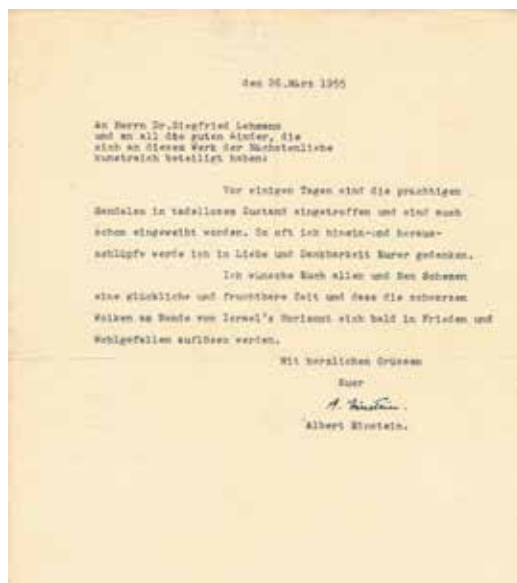 den 26.März 1955
An Herrn Dr.Siegfried Lehmann
und an all die guten Kinder, die
sich an diesem Werk der Nächstenliebe
kunstreich beteiligt haben:
Vor einigen Tagen sind die prächtigen
Sandalen in tadellosem Zustand eingetroffen und sind auch
schon eingeweiht worden. So oft ich hinein-und heraus-
schlüpfe werde ich in Liebe und Dankbarkeit Eurer gedenken.
Ich wünsche Euch allen und Ben Schemen
eine glückliche und fruchtbare Zeit und dass die schwarzen
Wolken am Rande von Israel's Horizont sich bald in Frieden und
Wohlgefallen auflösen werden.
Mit herzlichen Grüssen
Euer
A. Einstein.
Albert Einstein.